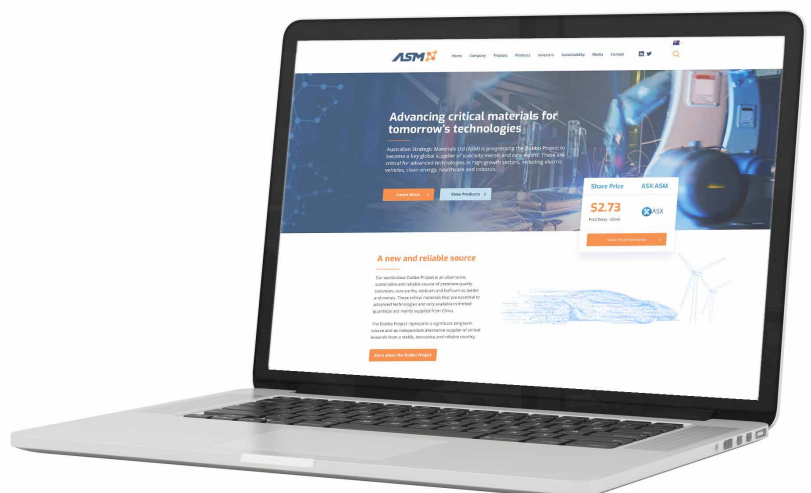 ASM
Home Company Projects Products Investors Sustainability Media Contact
Advancing critical materials for
tomorrow's technologies
Australian Strategic Materials Ltd (ASM) is progressing the Dubbo Project to
become a key global supplier of specialty metals and rare earths. These are
critical for advanced technologies in high-growth sectors, including electric
vehicles, clean energy, healthcare and robotics.
Learn More
View Products
Share Price ASX:ASM
$2.73
ASX
Price Delay - 20min
A new and reliable source
Our world-class Dubbo Project is an alternative,
sustainable and reliable source of premium-quality
zirconium, rare earths, niobium and hafnium as oxides
and metals. These critical materials that are essential to
advanced technologies are only available in limited
quantities are mainly supplied from China.
The Dubbo Project represents a significant long term
source and an independent alternative supplier of critical
materials from a stable, innovative and reliable country.
More about the Dubbo Project